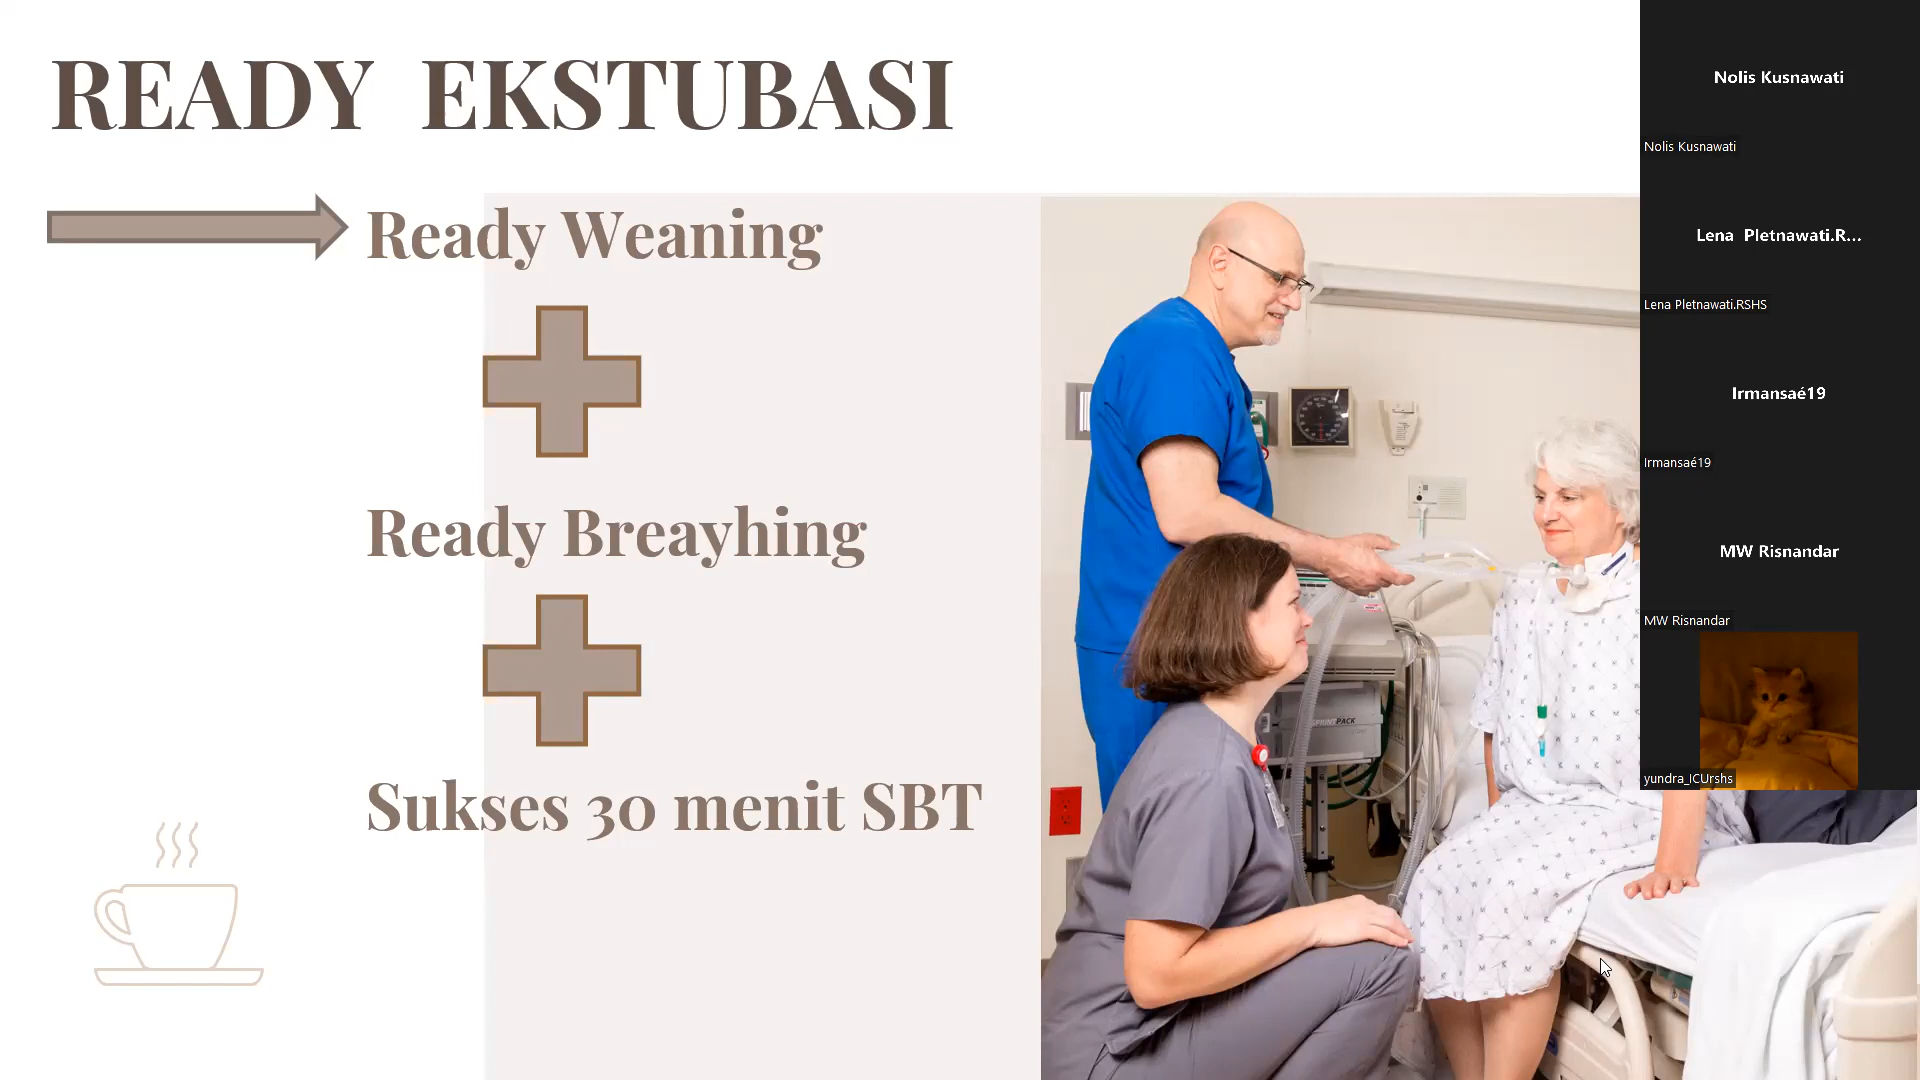 READY EKSTUBASI
Ready Weaning
Ready Breayhing
Sukses 30 menit SBT
Nolis Kusnawati
Nolis Kusnawati
Lena Pletnawati.R...
Lena Pletnawati.RSHS
Irmansaé19
Irmansaé19
MW Risnandar
MW Risnandar
yundra_ICUrshs